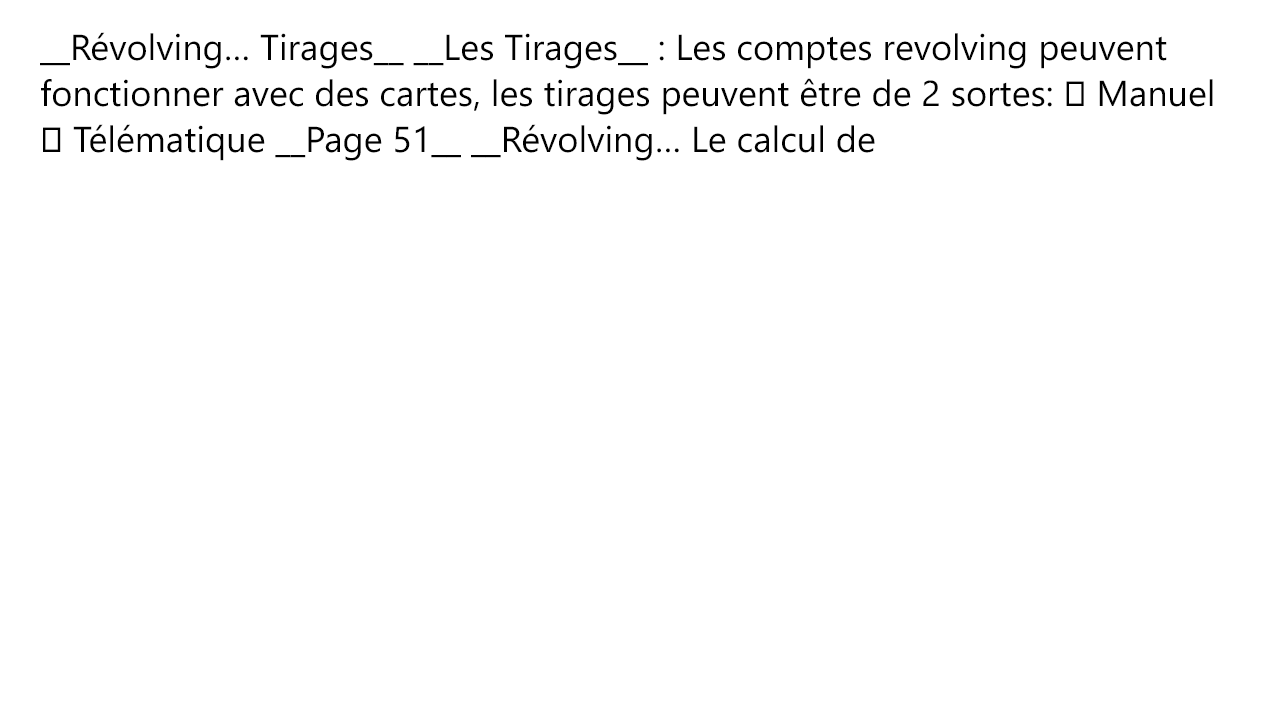 __Révolving... Tirages__ __Les Tirages__ : Les comptes revolving peuvent
fonctionner avec des cartes, les tirages peuvent être de 2 sortes: ▯ Manuel
▯ Télématique __Page 51__ __Révolving... Le calcul de